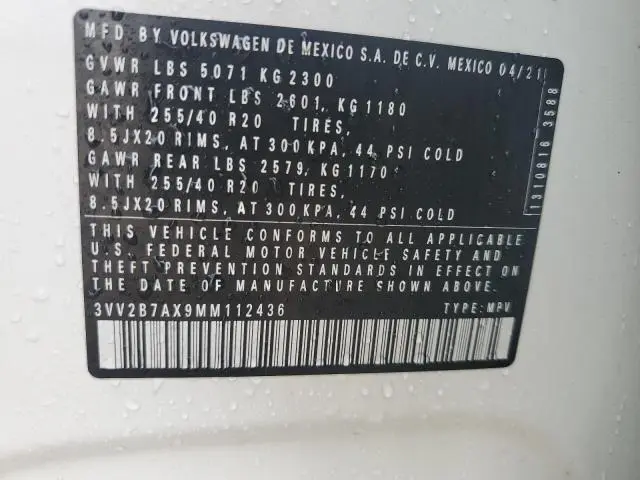 MFD BY VOLKSWAGEN DE MEXICO S.A. DE C.V. MEXICO 04/21
GVWR LBS 5071 KG 2300
GAWR FRONT LBS 2601, KG 1180
WITH 255/40 R20 TIRES,
8.5JX20 RIMS, AT 300 KPA, 44 PSI COLD
GAWR REAR LBS 2579, KG 1170
WITH 255/40 R20 TIRES,
8.5JX20 RIMS, AT 300 KPA, 44 PSI COLD
THIS VEHICLE CONFORMS TO ALL APPLICABLE
U.S. FEDERAL MOTOR VEHICLE SAFETY AND
THEFT PREVENTION STANDARDS IN EFFECT ON
THE DATE OF MANUFACTURE SHOWN ABOVE.
3VV2B7AX9MM112436 TYPE: MPV
1310816 3588